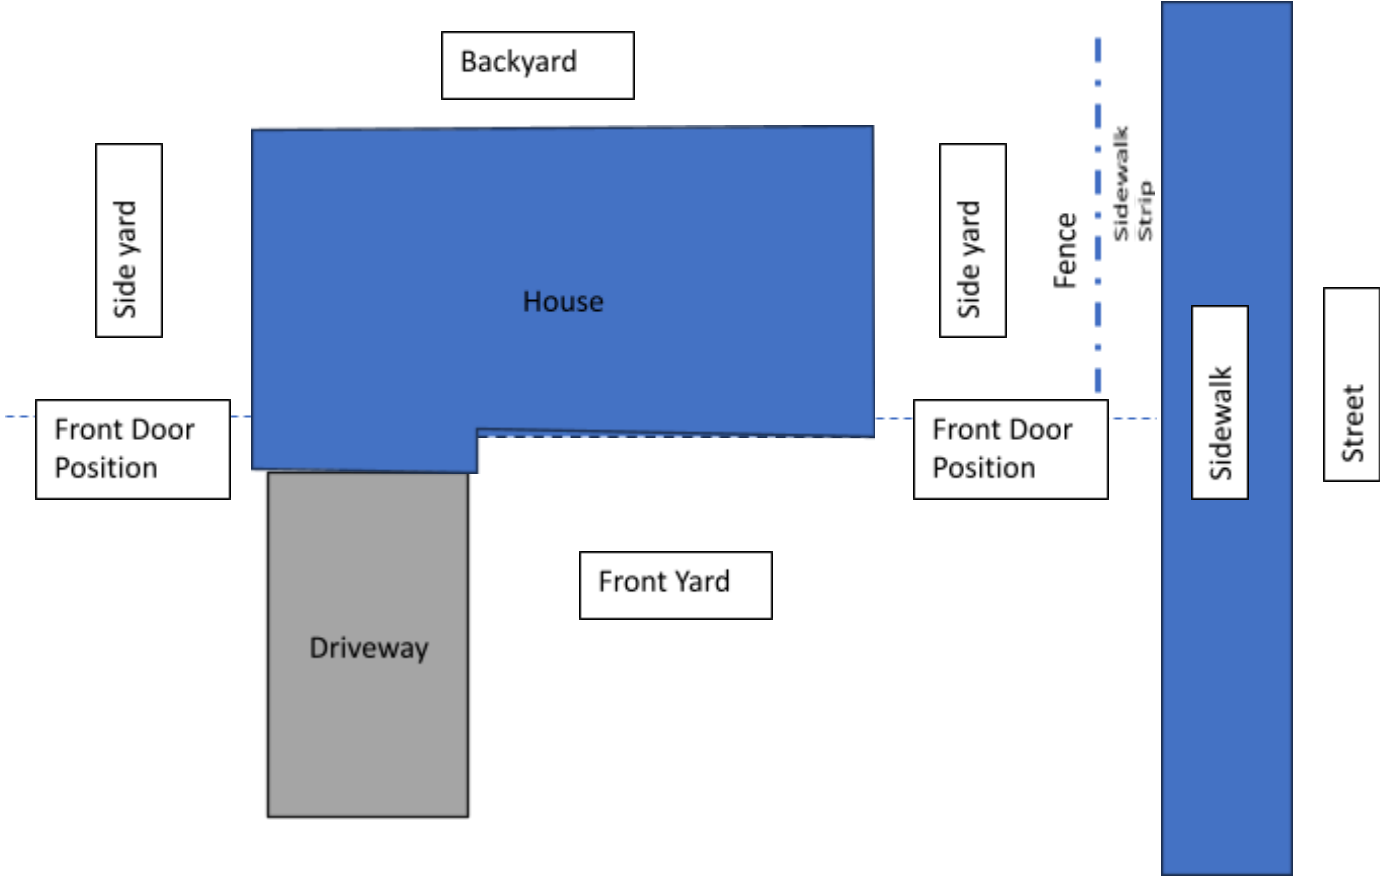 Backyard
Side yard
House
Side yard
Fence
Sidewalk
Strip
Front Door
Position
Front Door
Position
Sidewalk
Street
Front Yard
Driveway